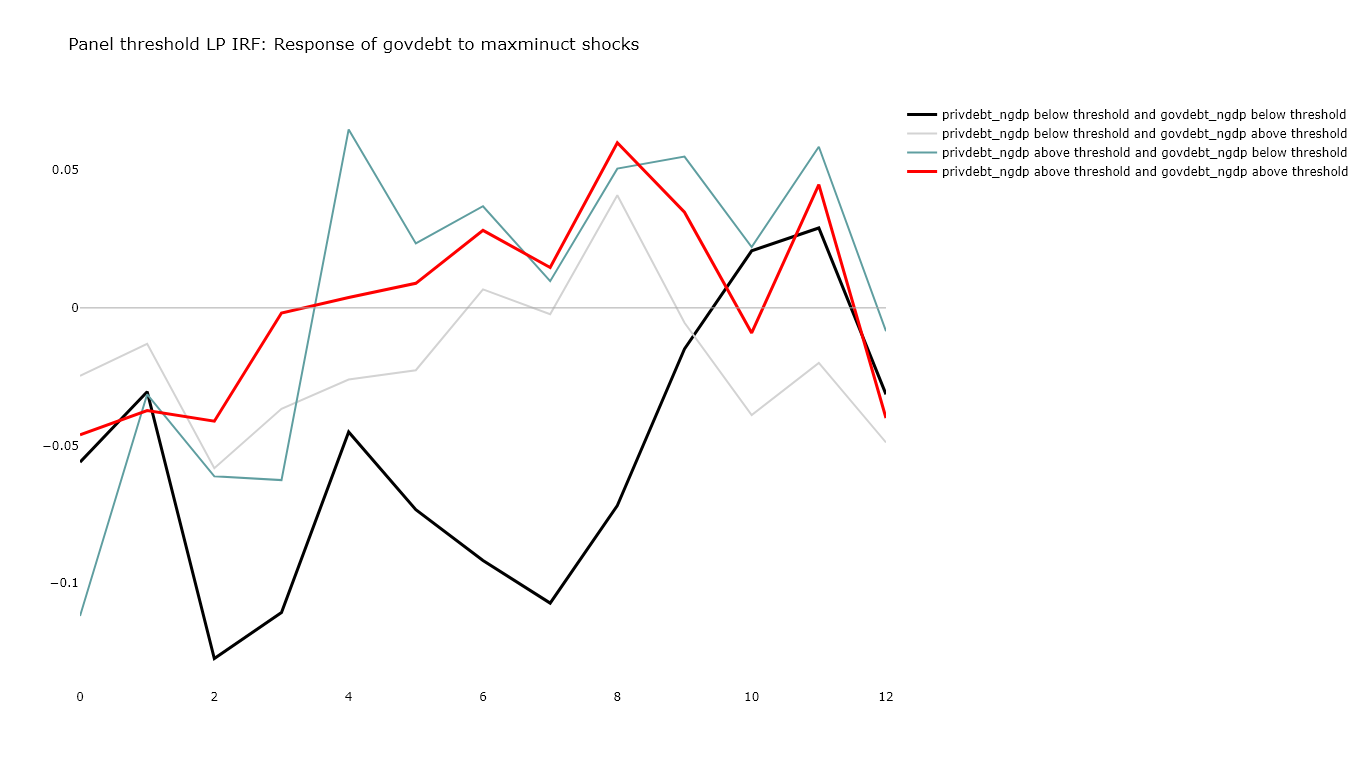 Panel threshold LP IRF: Response of govdebt to maxminuct shocks
privdebt_ngdp below threshold and govdebt_ngdp below threshold
privdebt_ngdp below threshold and govdebt_ngdp above threshold
privdebt_ngdp above threshold and govdebt_ngdp below threshold
privdebt_ngdp above threshold and govdebt_ngdp above threshold
0.05
0
−0.05
−0.1
0 2 4 6 8 10 12